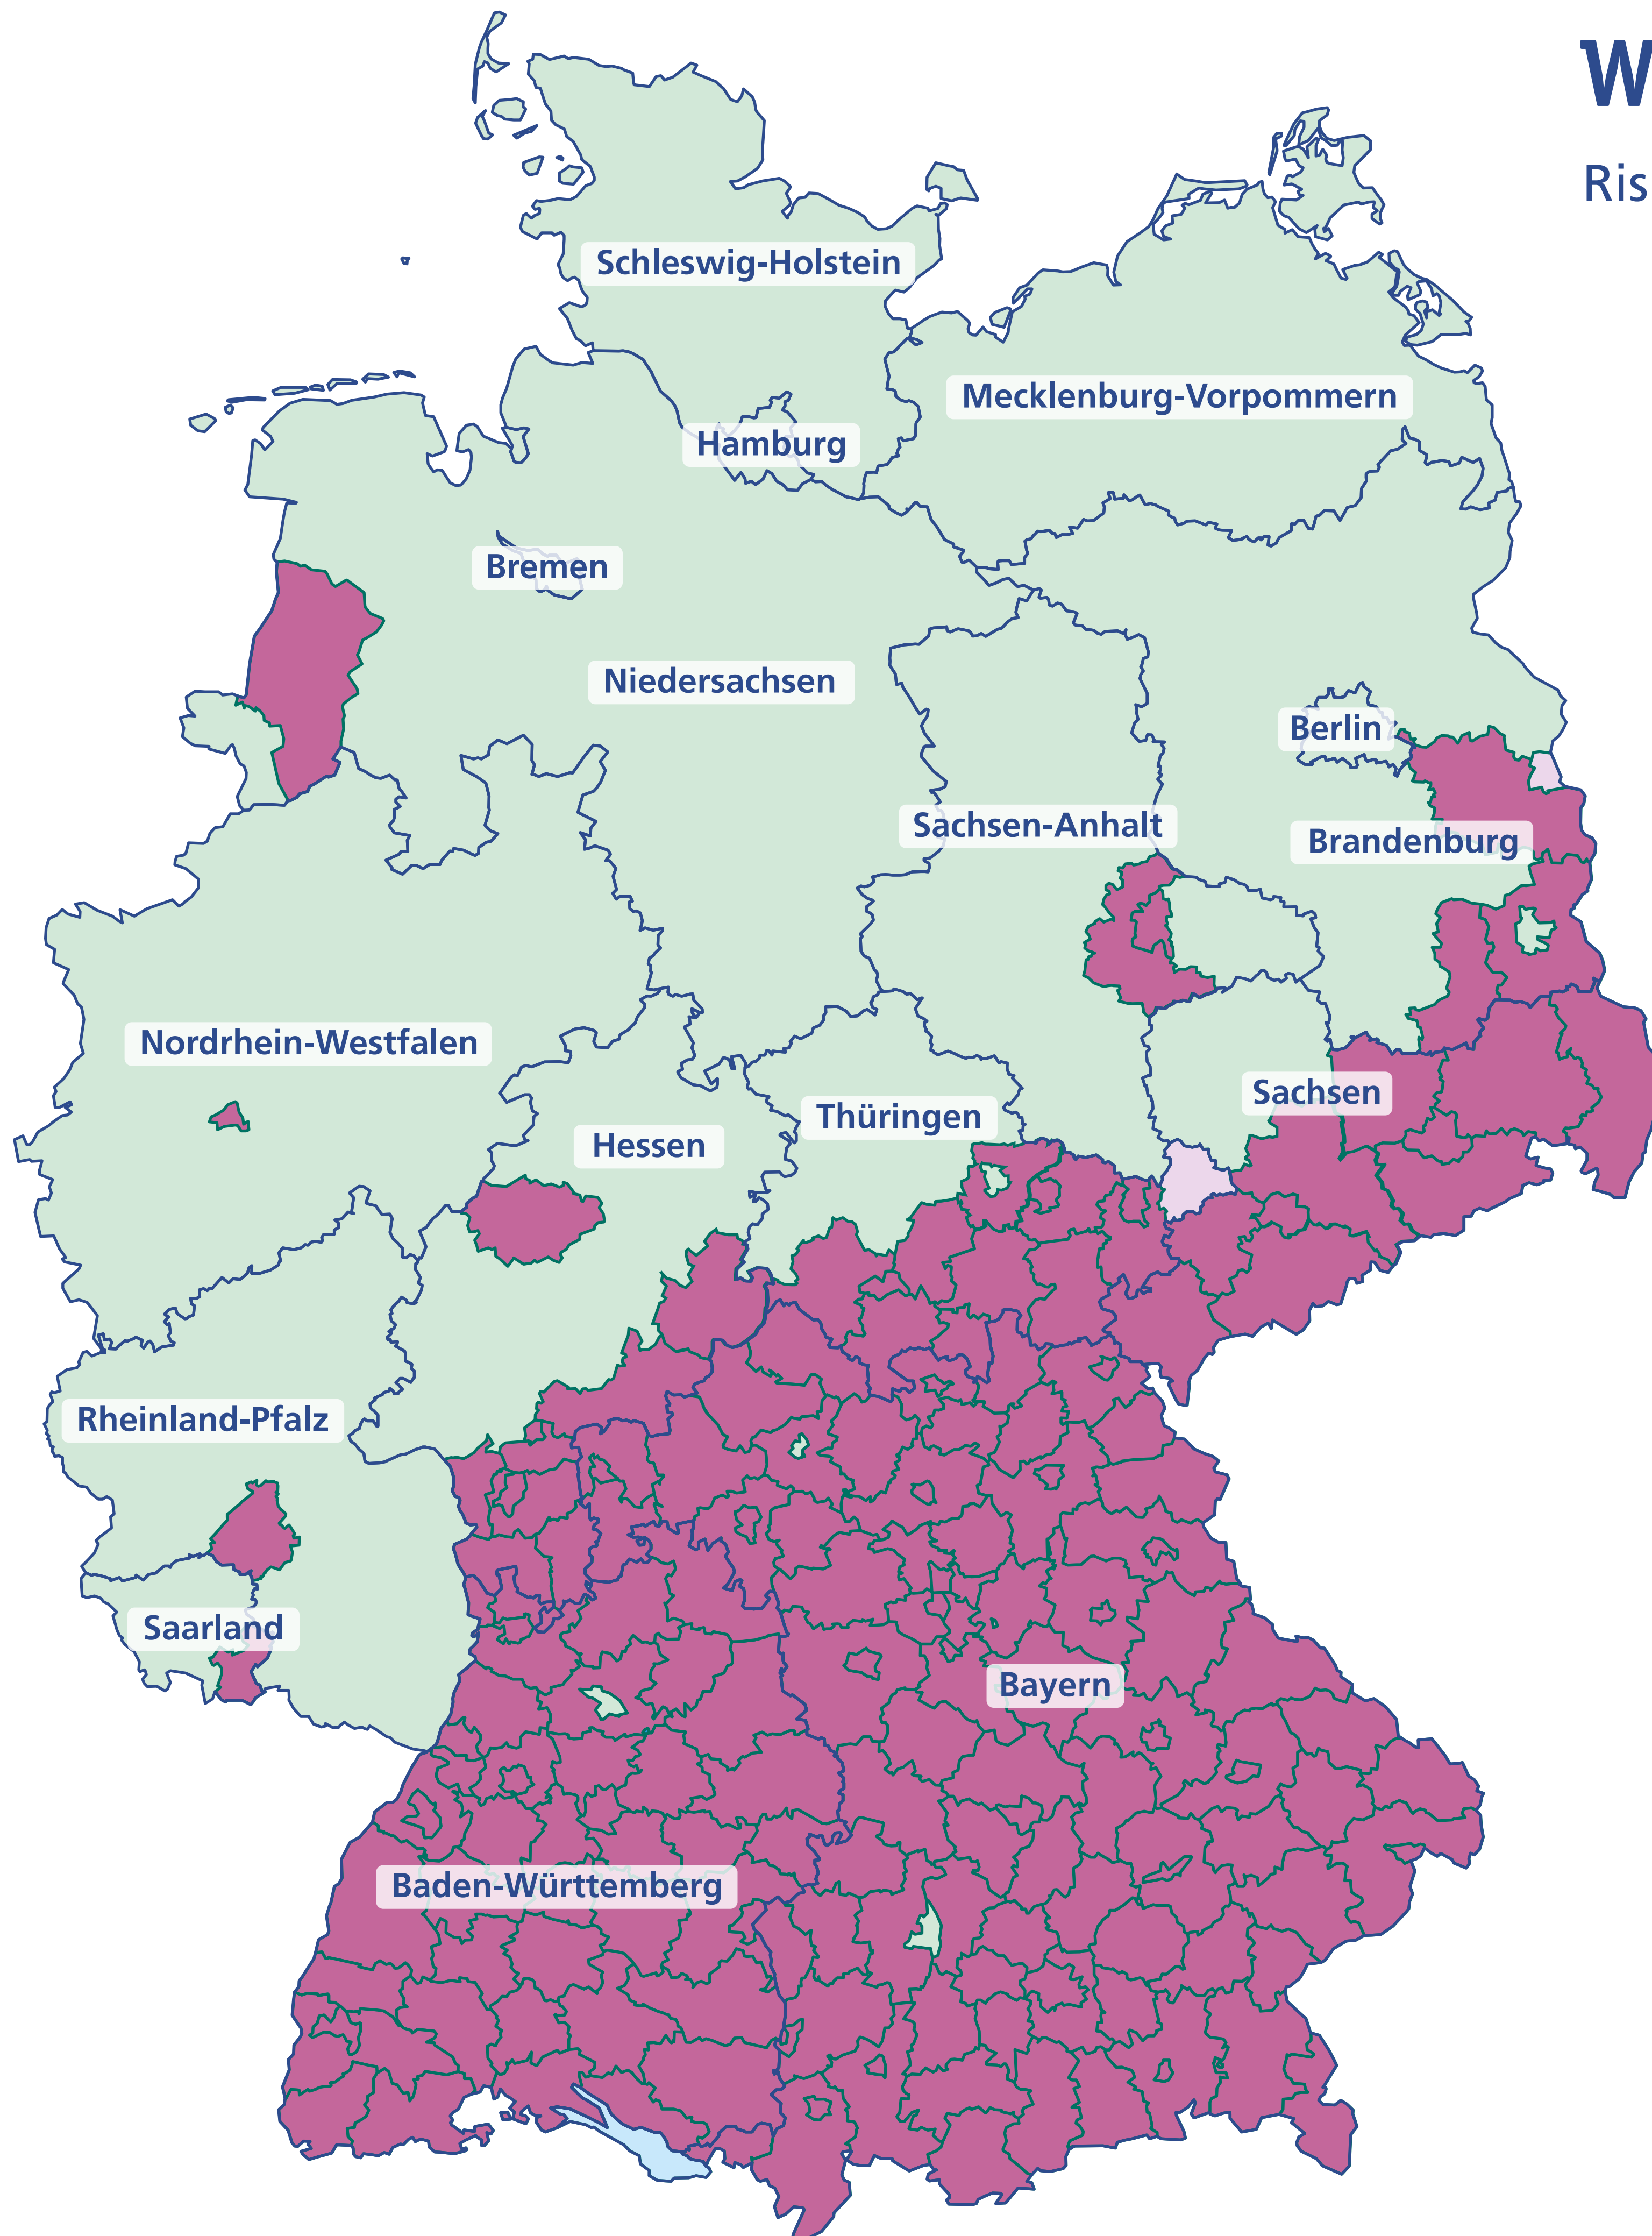 W
Ris
Schleswig-Holstein
Mecklenburg-Vorpommern
Hamburg
Bremen
Niedersachsen
Berlin
Sachsen-Anhalt
Brandenburg
Nordrhein-Westfalen
Sachsen
Thüringen
Hessen
Rheinland-Pfalz
Saarland
Bayern
Baden-Württemberg